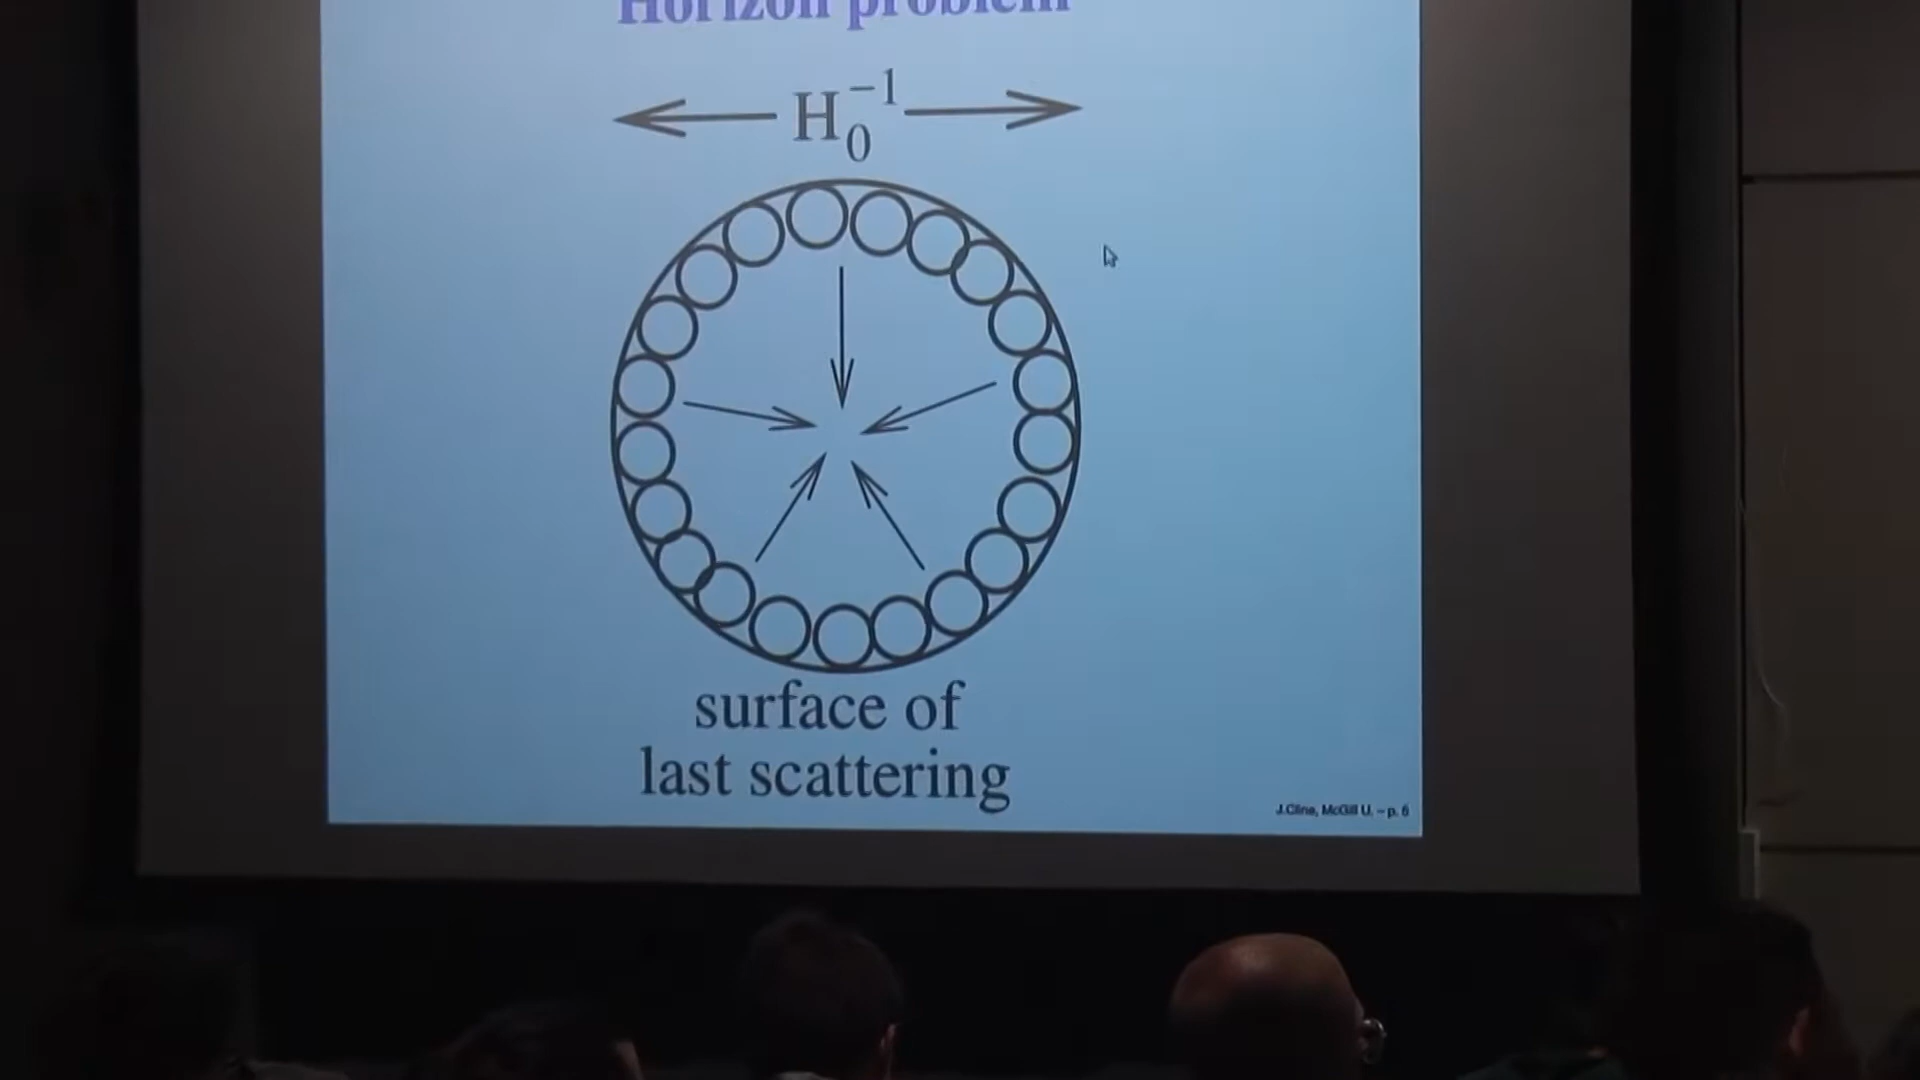 Horizon problem
H₀⁻¹
surface of
last scattering
J.Cline, McGill U. – p. 6